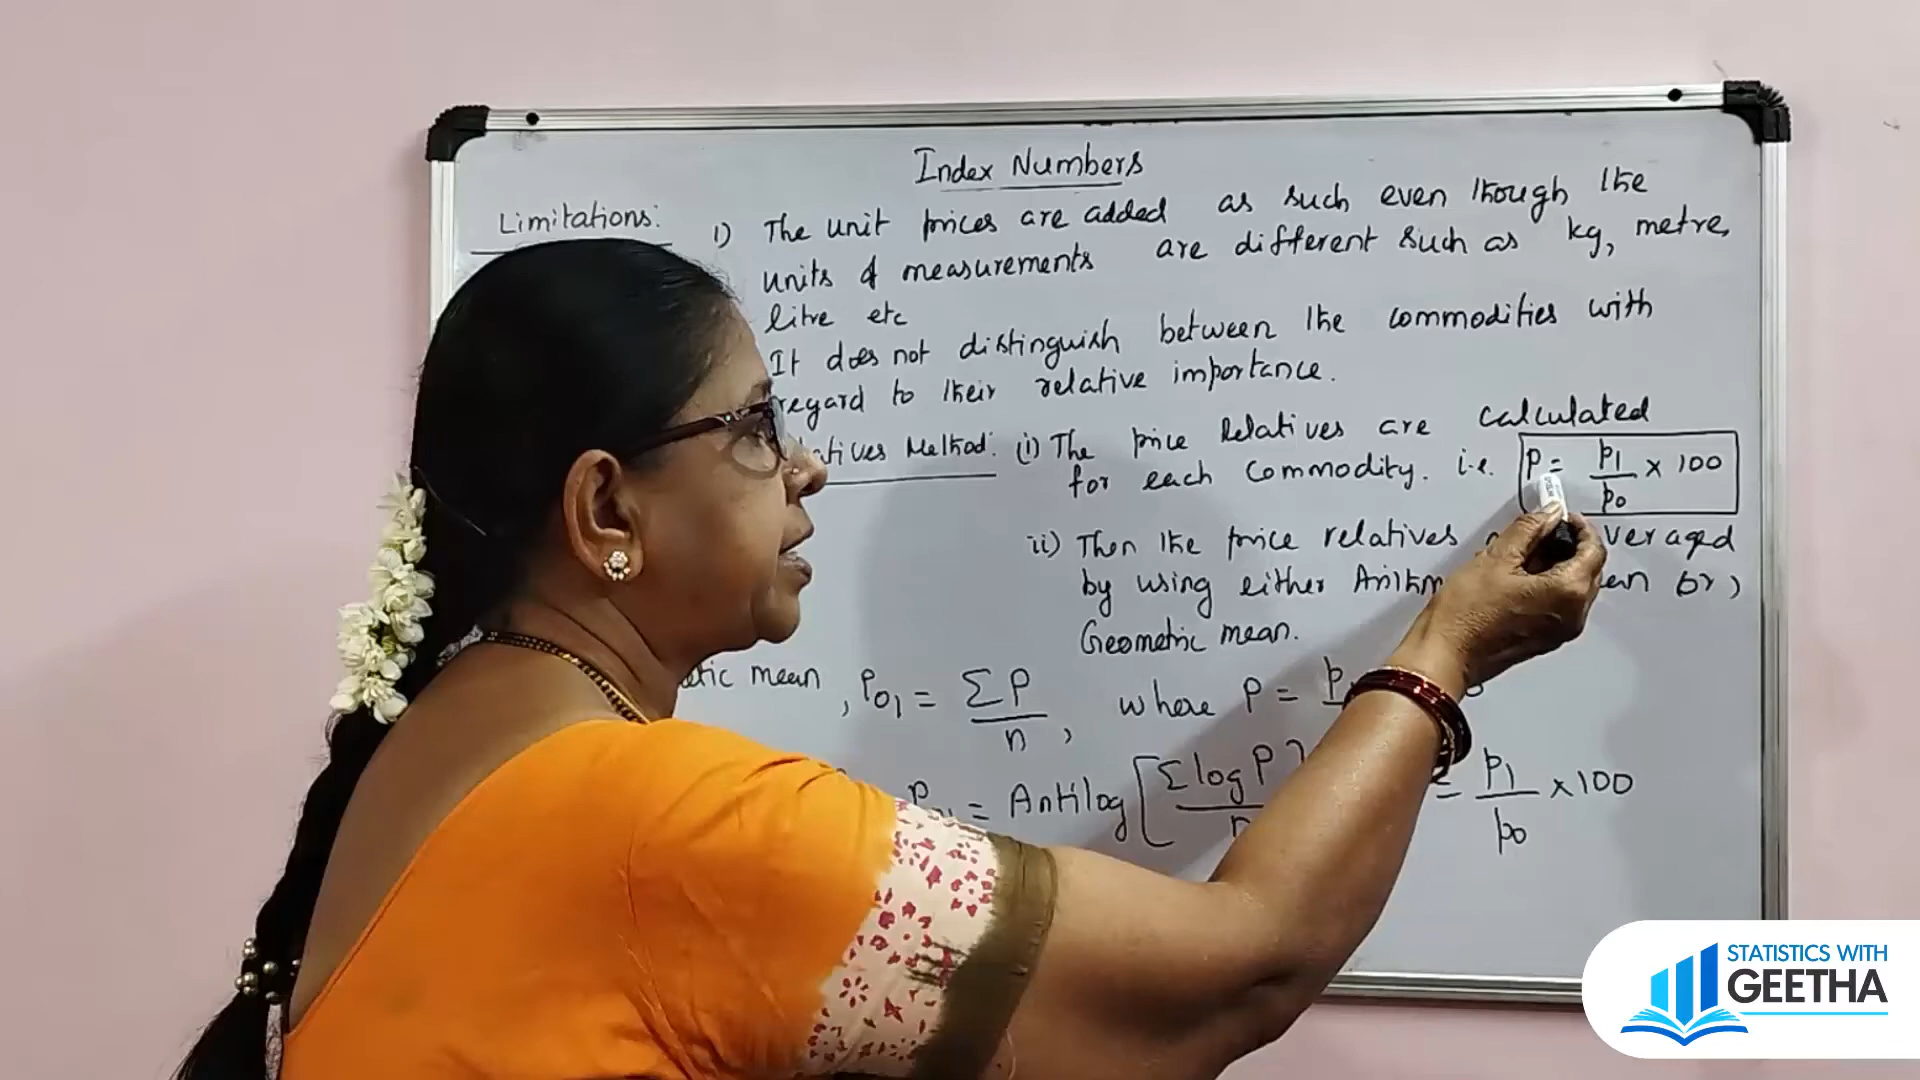 Index Numbers
Limitations:
1) The unit prices are added as such even though the
units of measurements are different such as kg, metre,
litre etc
It does not distinguish between the commodities with
regard to their relative importance.
Method: (i) The price Relatives are calculated
for each commodity. i.e. P = p1/p0 × 100
ii) Then the price relatives
by using either
Geometric mean.
mean, P01 = ΣP/n, where P =
= Antilog[Σlog P = p1/p0 × 100
STATISTICS WITH
GEETHA